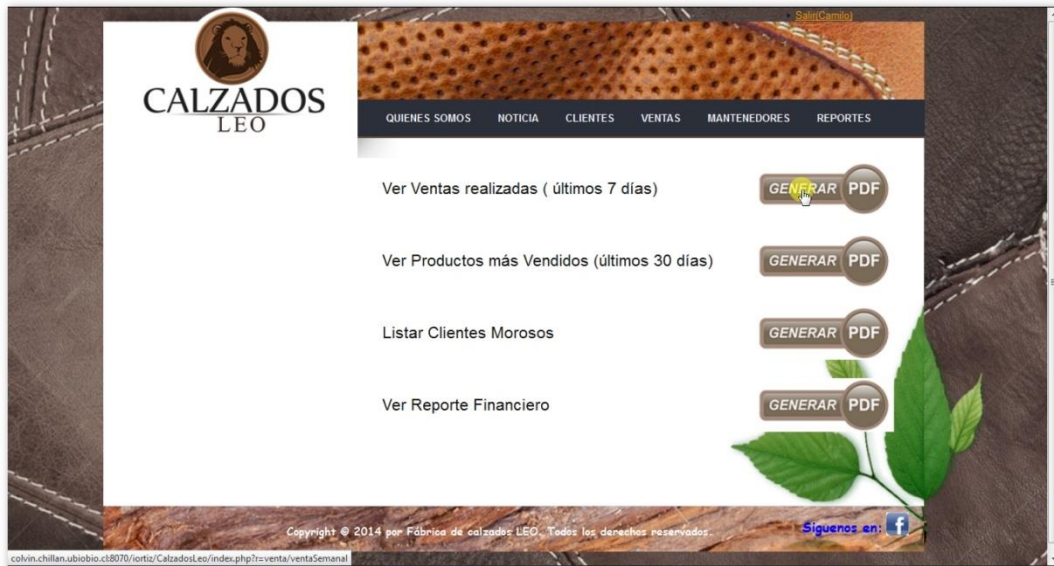 Salir(Camilo)
CALZADOS
LEO
QUIENES SOMOS NOTICIA CLIENTES VENTAS MANTENEDORES REPORTES
Ver Ventas realizadas ( últimos 7 días) GENERAR PDF
Ver Productos más Vendidos (últimos 30 días) GENERAR PDF
Listar Clientes Morosos GENERAR PDF
Ver Reporte Financiero GENERAR PDF
Copyright © 2014 por Fábrica de calzados LEO. Todos los derechos reservados.
Siguenos en: f
colvin.chillan.ubiobio.cl:8070/iortiz/CalzadosLeo/index.php?r=venta/ventaSemanal